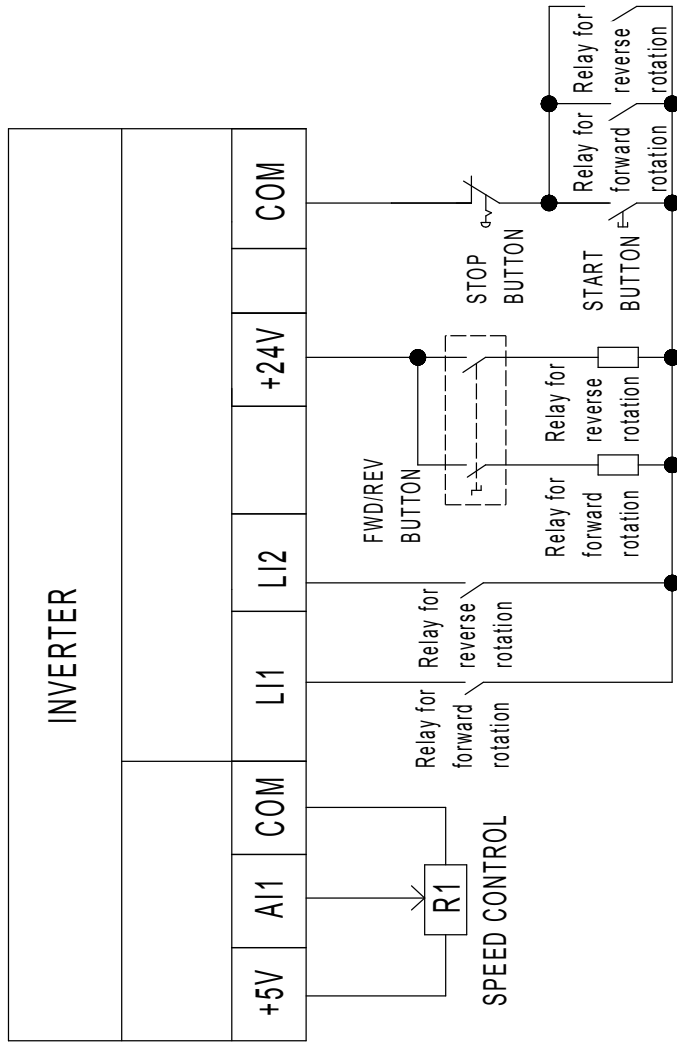 INVERTER
+5V
AI1
COM
LI1
LI2
+24V
COM
R1
SPEED CONTROL
Relay for
forward
rotation
Relay for
reverse
rotation
FWD/REV
BUTTON
Relay for
forward
rotation
Relay for
reverse
rotation
STOP
BUTTON
START
BUTTON
Relay for
forward
rotation
Relay for
reverse
rotation